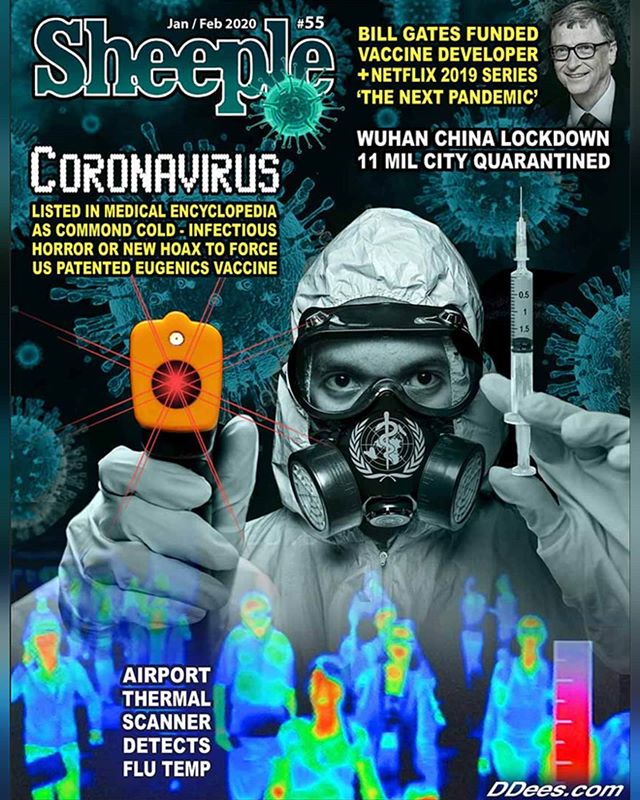 Jan / Feb 2020
#55
Sheeple
BILL GATES FUNDED
VACCINE DEVELOPER
+ NETFLIX 2019 SERIES
'THE NEXT PANDEMIC'
WUHAN CHINA LOCKDOWN
11 MIL CITY QUARANTINED
CORONAVIRUS
LISTED IN MEDICAL ENCYCLOPEDIA
AS COMMOND COLD - INFECTIOUS
HORROR OR NEW HOAX TO FORCE
US PATENTED EUGENICS VACCINE
0.5
1
1.5
AIRPORT
THERMAL
SCANNER
DETECTS
FLU TEMP
DDees.com